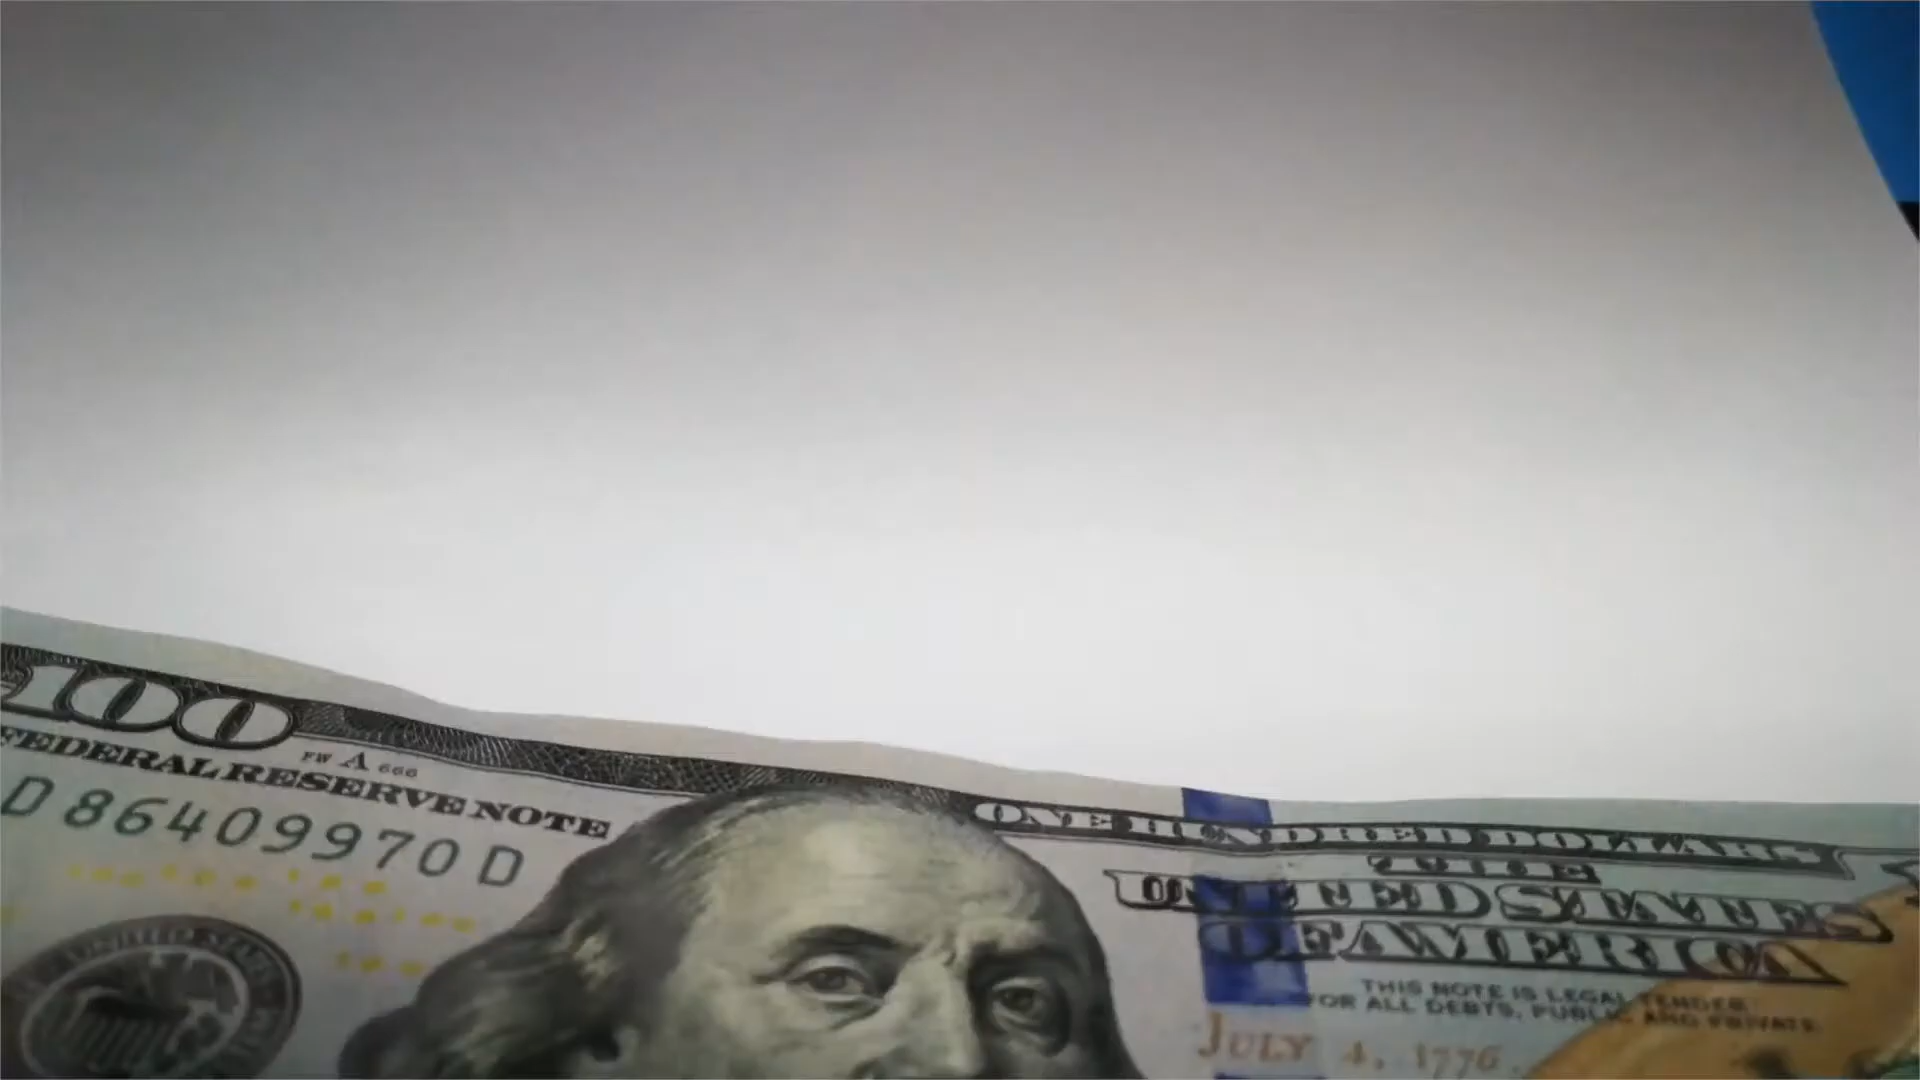 100
FEDERAL RESERVE NOTE
FW A 666
D 86409970 D
ONE HUNDRED DOLLARS
THE
UNITED STATES
OF AMERICA
THIS NOTE IS LEGAL TENDER
FOR ALL DEBTS, PUBLIC AND PRIVATE
JULY 4, 1776